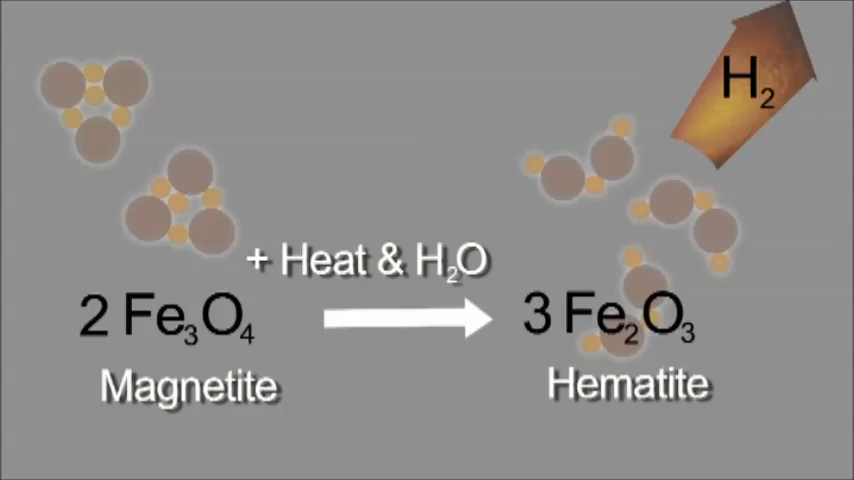 H₂
+ Heat & H₂O
2 Fe₃O₄
3 Fe₂O₃
Magnetite
Hematite